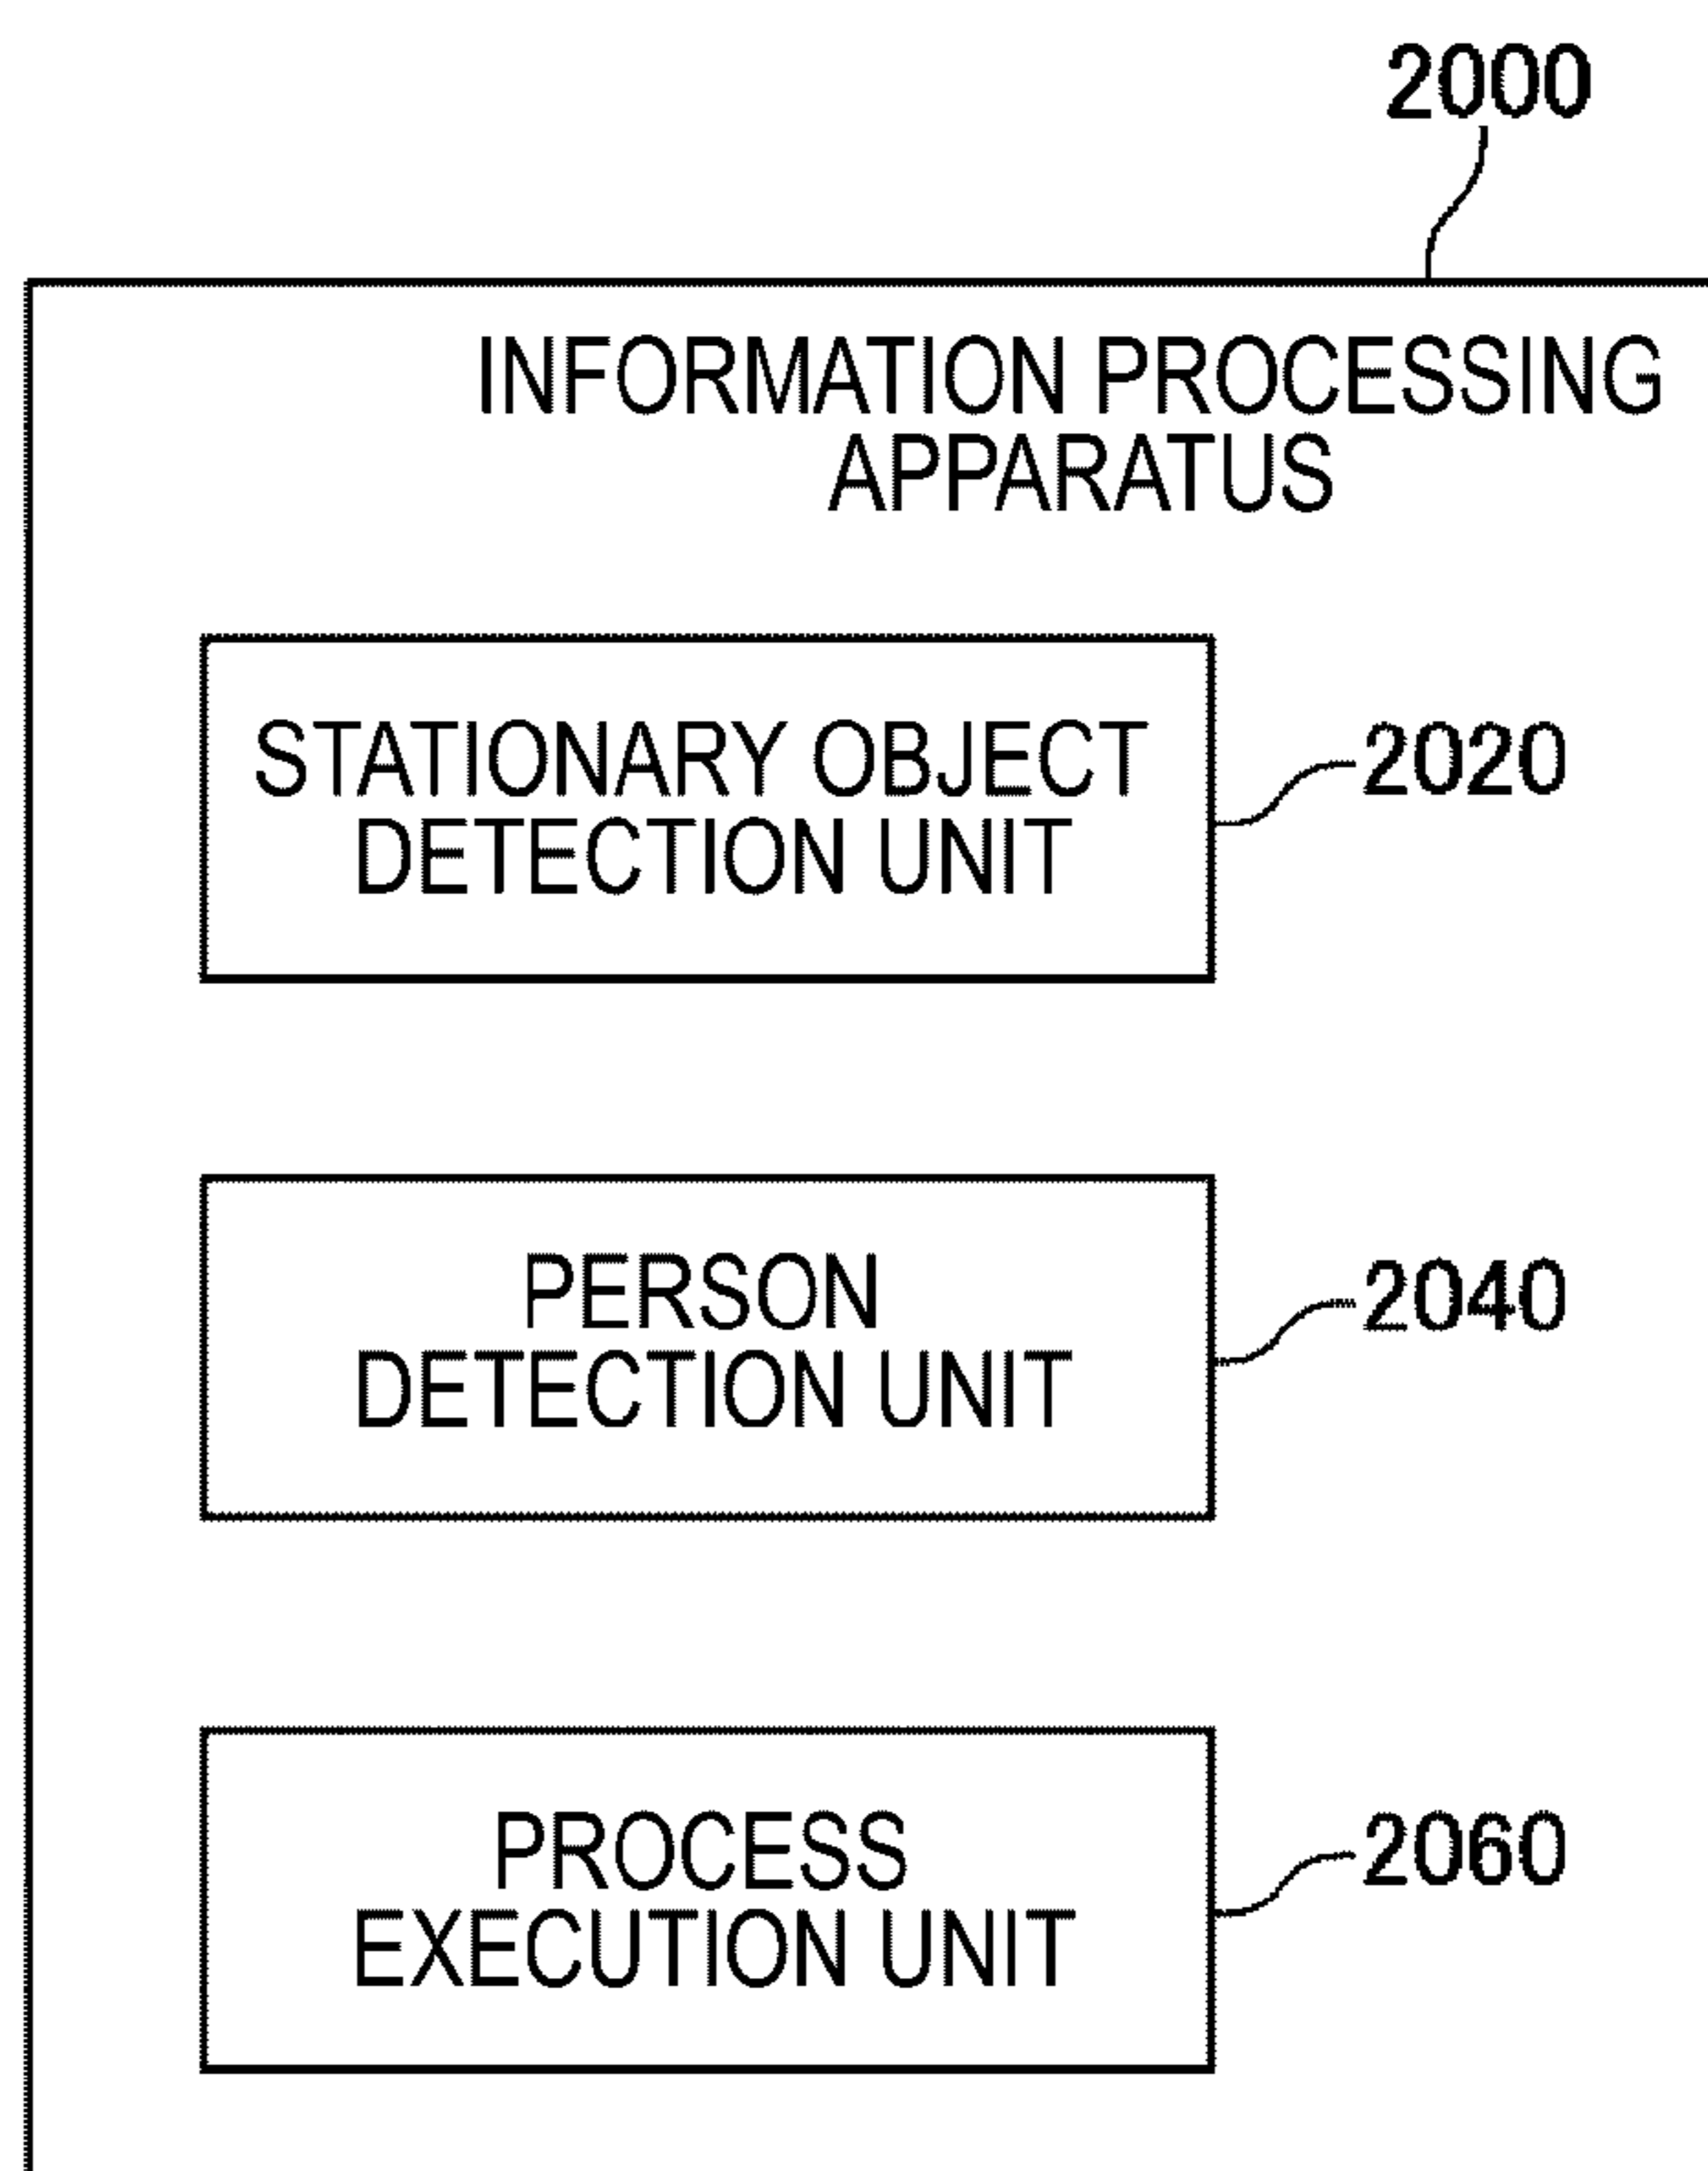 2000
INFORMATION PROCESSING
APPARATUS
STATIONARY OBJECT
DETECTION UNIT
2020
PERSON
DETECTION UNIT
2040
PROCESS
EXECUTION UNIT
2060